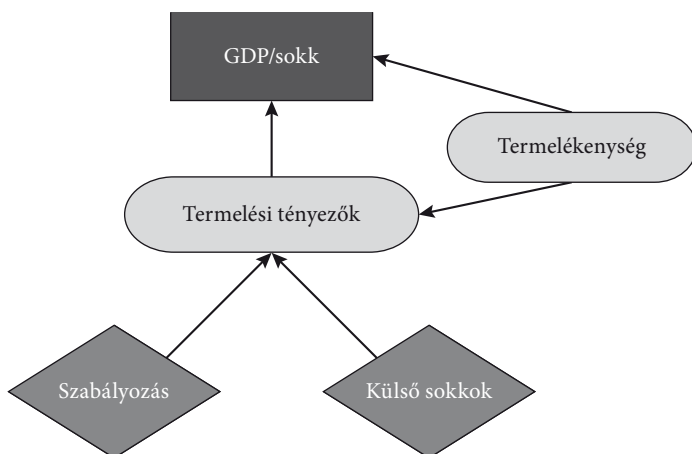 GDP/sokk
Termelékenység
Termelési tényezők
Szabályozás
Külső sokkok